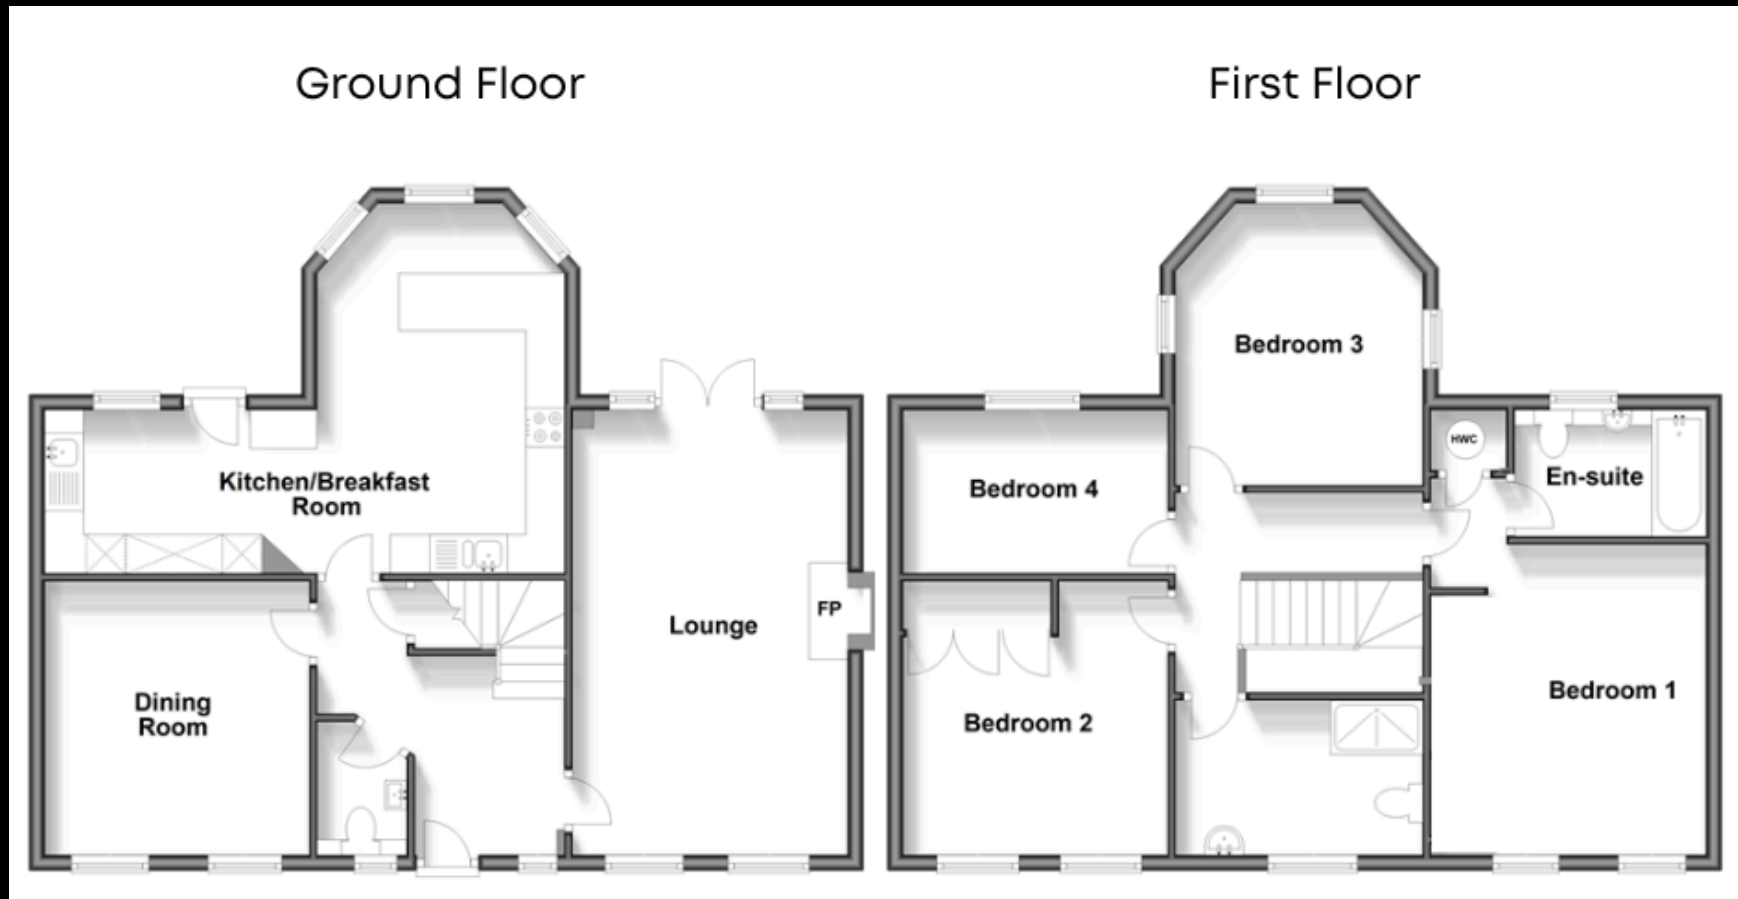 Ground Floor
First Floor
Kitchen/Breakfast
Room
Dining
Room
Lounge
FP
Bedroom 3
Bedroom 4
HWC
En-suite
Bedroom 2
Bedroom 1